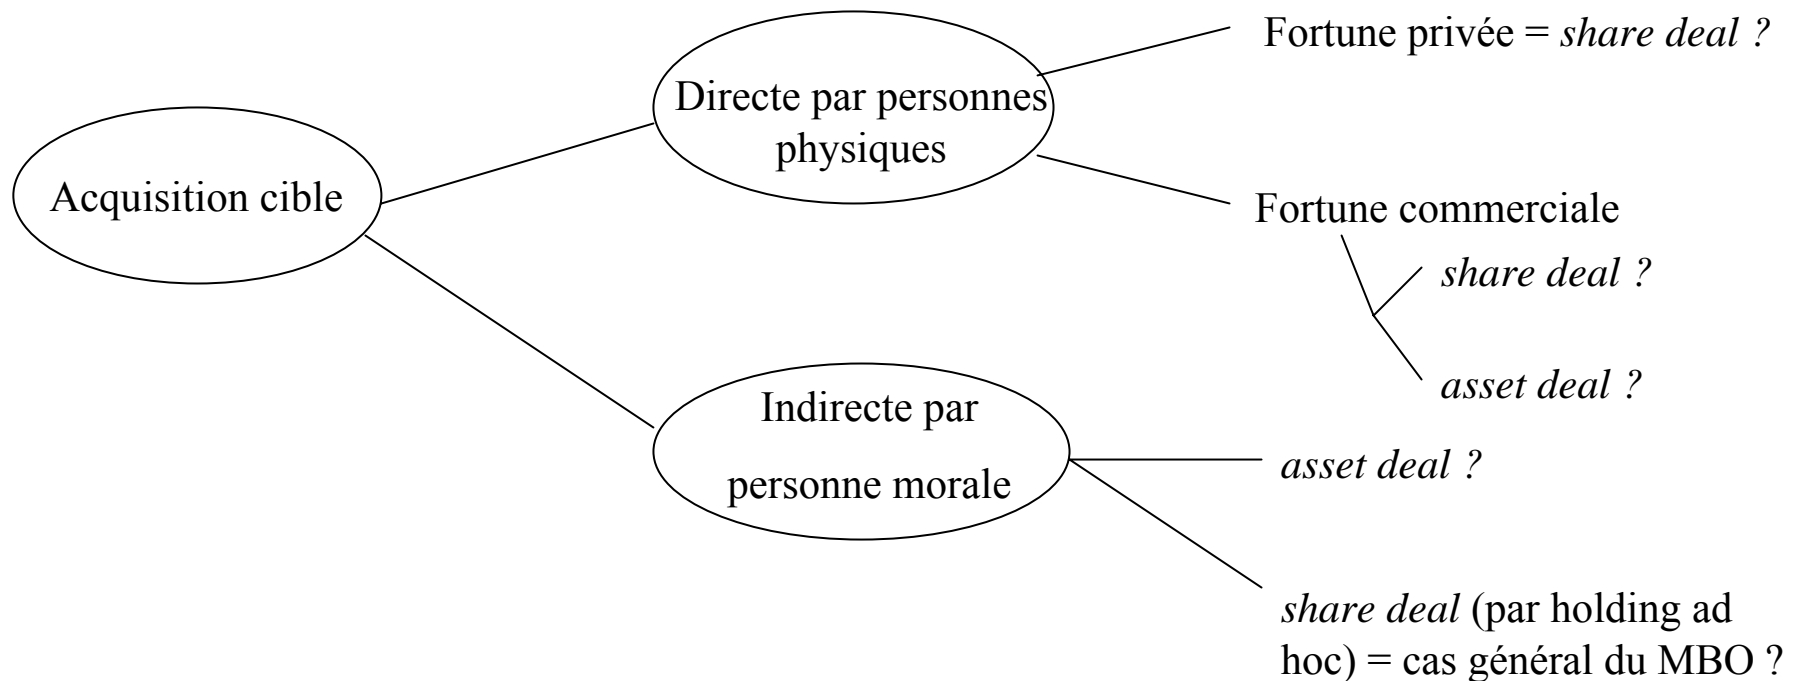 Fortune privée = share deal ?
Directe par personnes
physiques
Acquisition cible
Fortune commerciale
share deal ?
asset deal ?
Indirecte par
personne morale
asset deal ?
share deal (par holding ad
hoc) = cas général du MBO ?